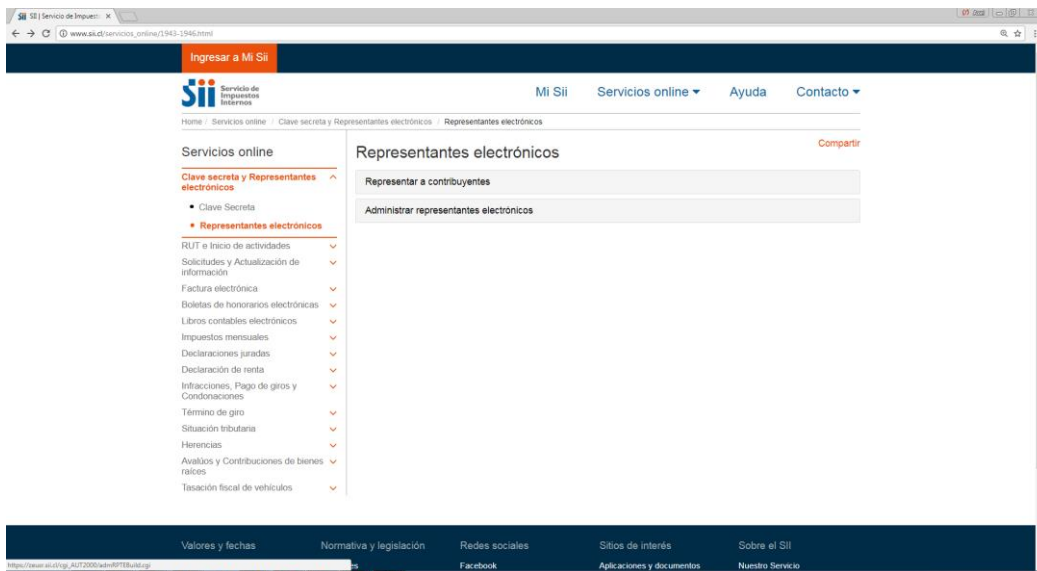 SII | Servicio de Impuest
www.sii.cl/servicios_online/1943-1946.html
Ingresar a Mi Sii
Sii Servicio de
Impuestos
Internos
Mi Sii Servicios online Ayuda Contacto
Home / Servicios online / Clave secreta y Representantes electrónicos / Representantes electrónicos
Compartir
Servicios online
Clave secreta y Representantes
electrónicos
Clave Secreta
Representantes electrónicos
RUT e Inicio de actividades
Solicitudes y Actualización de
información
Factura electrónica
Boletas de honorarios electrónicas
Libros contables electrónicos
Impuestos mensuales
Declaraciones juradas
Declaración de renta
Infracciones, Pago de giros y
Condonaciones
Término de giro
Situación tributaria
Herencias
Avalúos y Contribuciones de bienes
raíces
Tasación fiscal de vehículos
Representantes electrónicos
Representar a contribuyentes
Administrar representantes electrónicos
Valores y fechas Normativa y legislación Redes sociales Sitios de interés Sobre el SII
https://zeusr.sii.cl/cgi_AUT2000/admRPTEBuild.cgi
Facebook Aplicaciones y documentos Nuestro Servicio